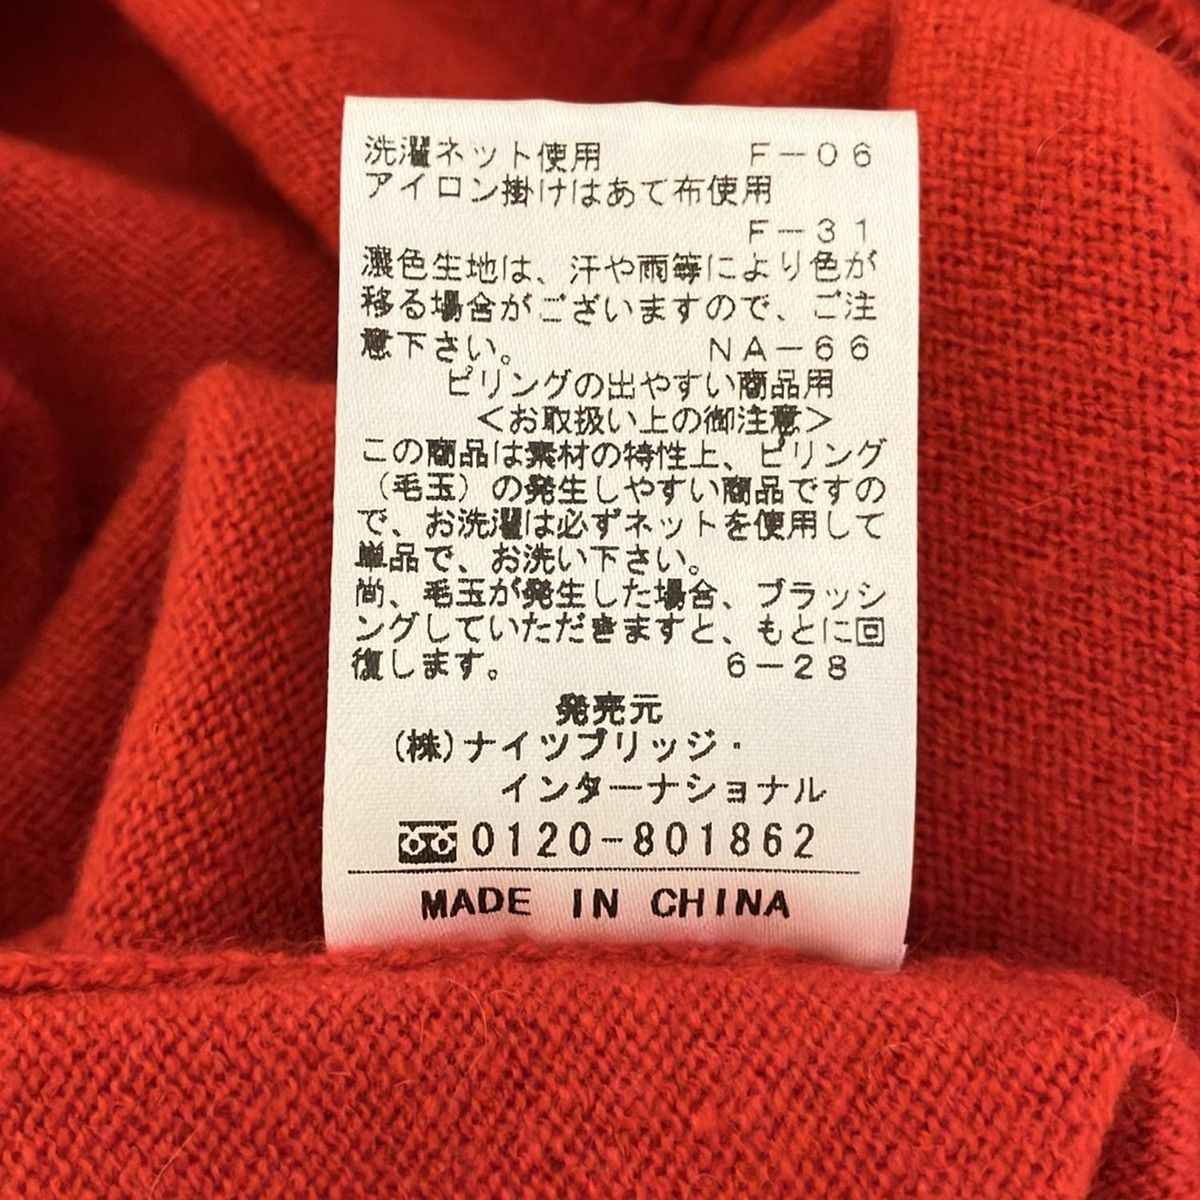 洗濯ネット使用 F－06
アイロン掛けはあて布使用
F－31
濃色生地は、汗や雨等により色が
移る場合がございますので、ご注
意下さい。 NA－66
ピリングの出やすい商品用
＜お取扱い上の御注意＞
この商品は素材の特性上、ピリング
（毛玉）の発生しやすい商品ですの
で、お洗濯は必ずネットを使用して
単品で、お洗い下さい。
尚、毛玉が発生した場合、ブラッシ
ングしていただきますと、もとに回
復します。 6－28
発売元
(株)ナイツブリッジ・
インターナショナル
0120-801862
MADE IN CHINA